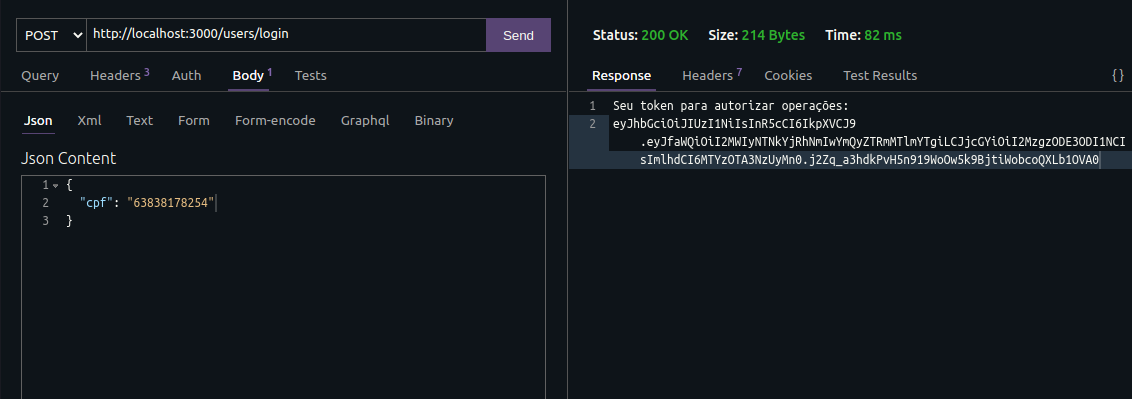 POST
http://localhost:3000/users/login
Send
Status: 200 OK Size: 214 Bytes Time: 82 ms
Query Headers 3 Auth Body 1 Tests
Response Headers 7 Cookies Test Results {}
Json Xml Text Form Form-encode Graphql Binary
Json Content
1 {
2 "cpf": "63838178254"
3 }
1 Seu token para autorizar operações:
2 eyJhbGciOiJIUzI1NiIsInR5cCI6IkpXVCJ9
.eyJfaWQiOiI2MWIyNTNkYjRhNmIwYmQyZTRmMTlmYTgiLCJjcGYiOiI2MzgzODE3ODI1NCI
sImlhdCI6MTYzOTA3NzUyMn0.j2Zq_a3hdkPvH5n919WoOw5k9BjtiWobcoQXLb1OVA0